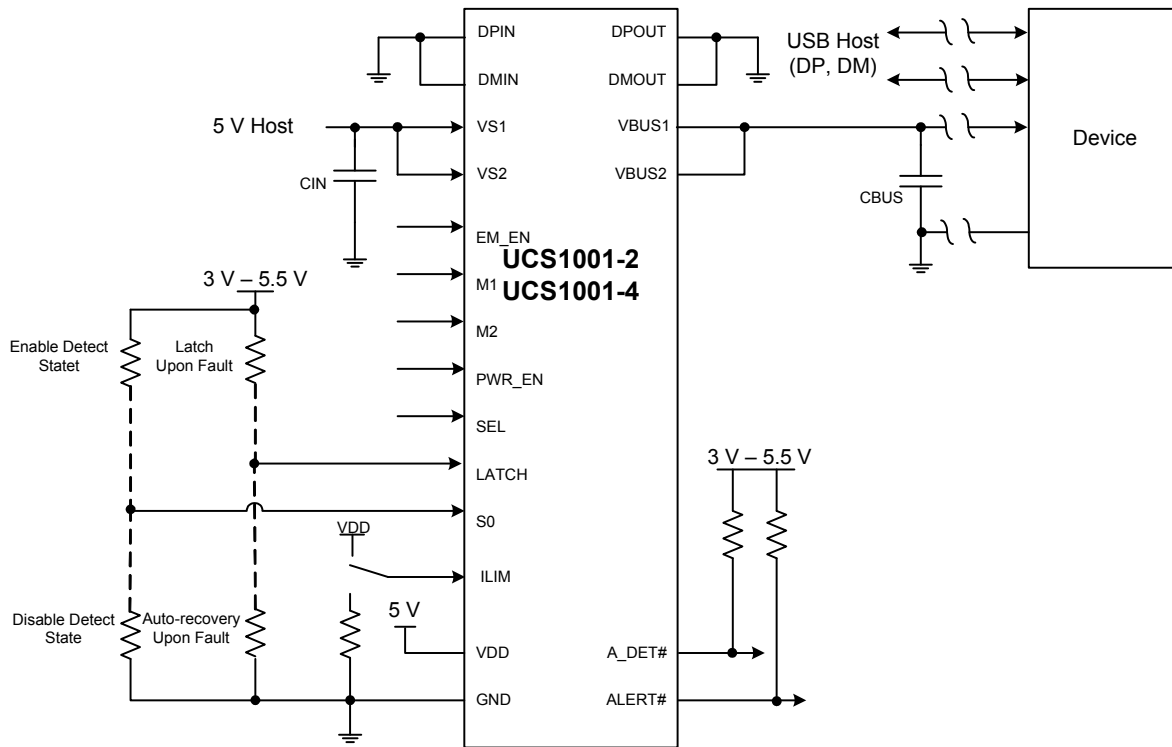 DPIN
DPOUT
USB Host
(DP, DM)
DMIN
DMOUT
5 V Host
VS1
VBUS1
Device
CIN
VS2
VBUS2
CBUS
EM_EN
UCS1001-2
M1
UCS1001-4
3 V – 5.5 V
M2
Enable Detect
Statet
Latch
Upon Fault
PWR_EN
SEL
3 V – 5.5 V
LATCH
S0
VDD
ILIM
Disable Detect
State
Auto-recovery
Upon Fault
5 V
VDD
A_DET#
GND
ALERT#